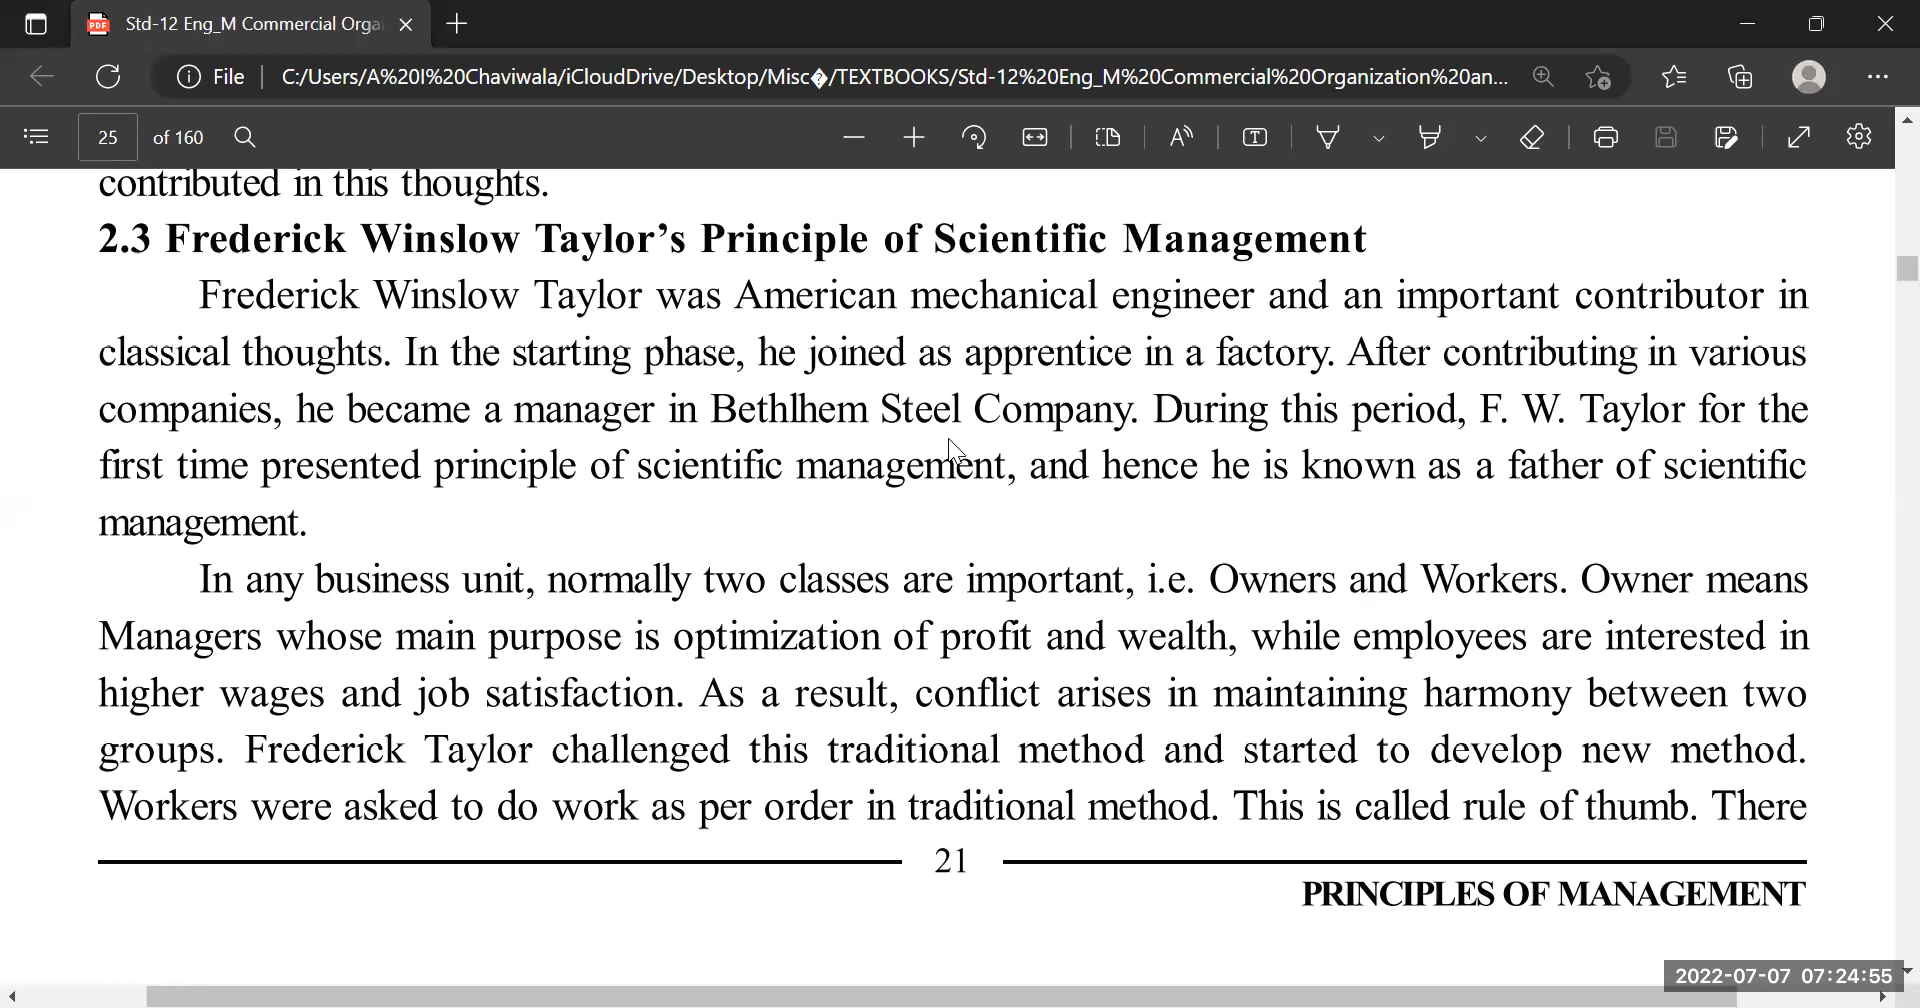 Std-12 Eng_M Commercial Orga
File
C:/Users/A%20I%20Chaviwala/iCloudDrive/Desktop/Misc�/TEXTBOOKS/Std-12%20Eng_M%20Commercial%20Organization%20an...
25 of 160
contributed in this thoughts.
2.3 Frederick Winslow Taylor’s Principle of Scientific Management
Frederick Winslow Taylor was American mechanical engineer and an important contributor in
classical thoughts. In the starting phase, he joined as apprentice in a factory. After contributing in various
companies, he became a manager in Bethlhem Steel Company. During this period, F. W. Taylor for the
first time presented principle of scientific management, and hence he is known as a father of scientific
management.
In any business unit, normally two classes are important, i.e. Owners and Workers. Owner means
Managers whose main purpose is optimization of profit and wealth, while employees are interested in
higher wages and job satisfaction. As a result, conflict arises in maintaining harmony between two
groups. Frederick Taylor challenged this traditional method and started to develop new method.
Workers were asked to do work as per order in traditional method. This is called rule of thumb. There
21
PRINCIPLES OF MANAGEMENT
2022-07-07 07:24:55